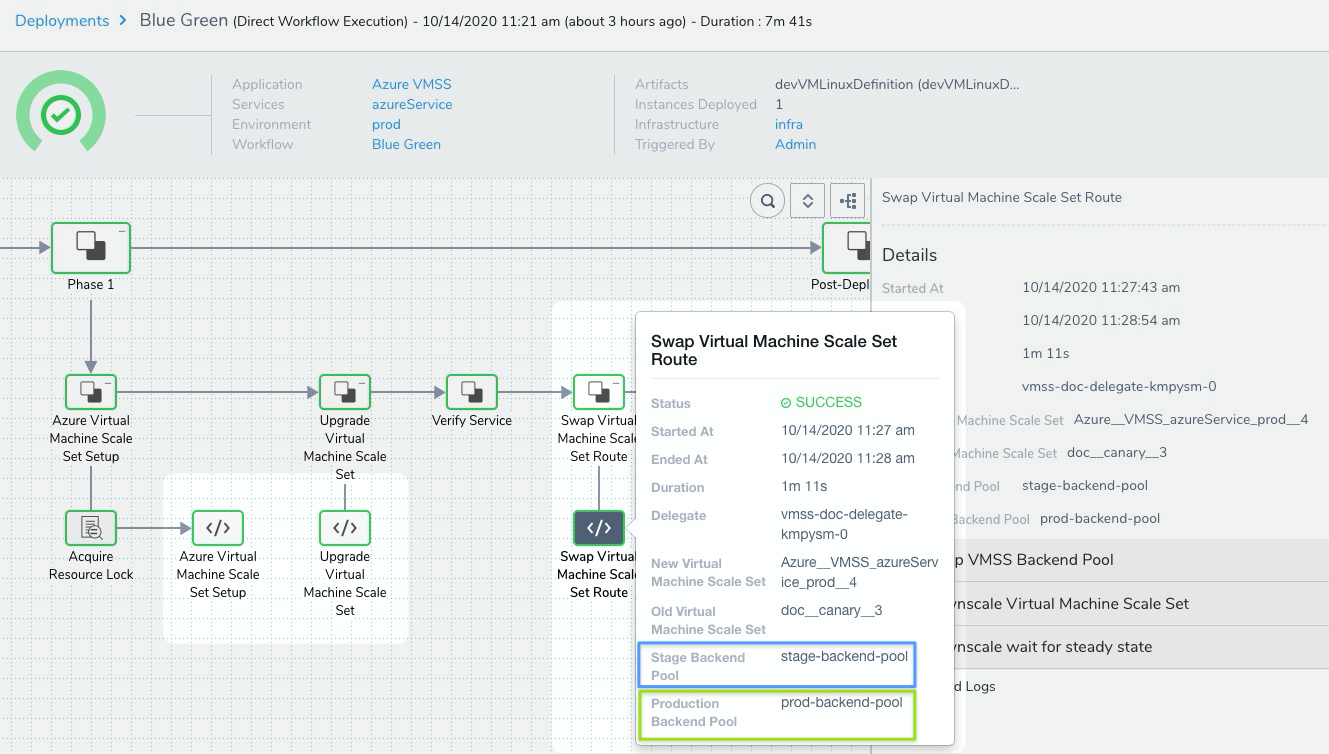 Deployments > Blue Green (Direct Workflow Execution) - 10/14/2020 11:21 am (about 3 hours ago) - Duration : 7m 41s
Application Azure VMSS
Services azureService
Environment prod
Workflow Blue Green
Artifacts devVMLinuxDefinition (devVMLinuxD...
Instances Deployed 1
Infrastructure infra
Triggered By Admin
Phase 1
Post-Depl
Azure Virtual
Machine Scale
Set Setup
Upgrade
Virtual
Machine Scale
Set
Verify Service
Swap Virtual
Machine Scale
Set Route
Acquire
Resource Lock
</>
Azure Virtual
Machine Scale
Set Setup
</>
Upgrade
Virtual
Machine Scale
Set
</>
Swap Virtual
Machine Scale
Set Route
Swap Virtual Machine Scale Set
Route
Status SUCCESS
Started At 10/14/2020 11:27 am
Ended At 10/14/2020 11:28 am
Duration 1m 11s
Delegate vmss-doc-delegate-
kmpysm-0
New Virtual Azure__VMSS_azureServ
Machine Scale Set ice_prod__4
Old Virtual doc__canary__3
Machine Scale Set
Stage Backend stage-backend-pool
Pool
Production prod-backend-pool
Backend Pool
Swap Virtual Machine Scale Set Route
Details
Started At 10/14/2020 11:27:43 am
10/14/2020 11:28:54 am
1m 11s
vmss-doc-delegate-kmpysm-0
Machine Scale Set Azure__VMSS_azureService_prod__4
Machine Scale Set doc__canary__3
nd Pool stage-backend-pool
Backend Pool prod-backend-pool
p VMSS Backend Pool
wnscale Virtual Machine Scale Set
wnscale wait for steady state
d Logs